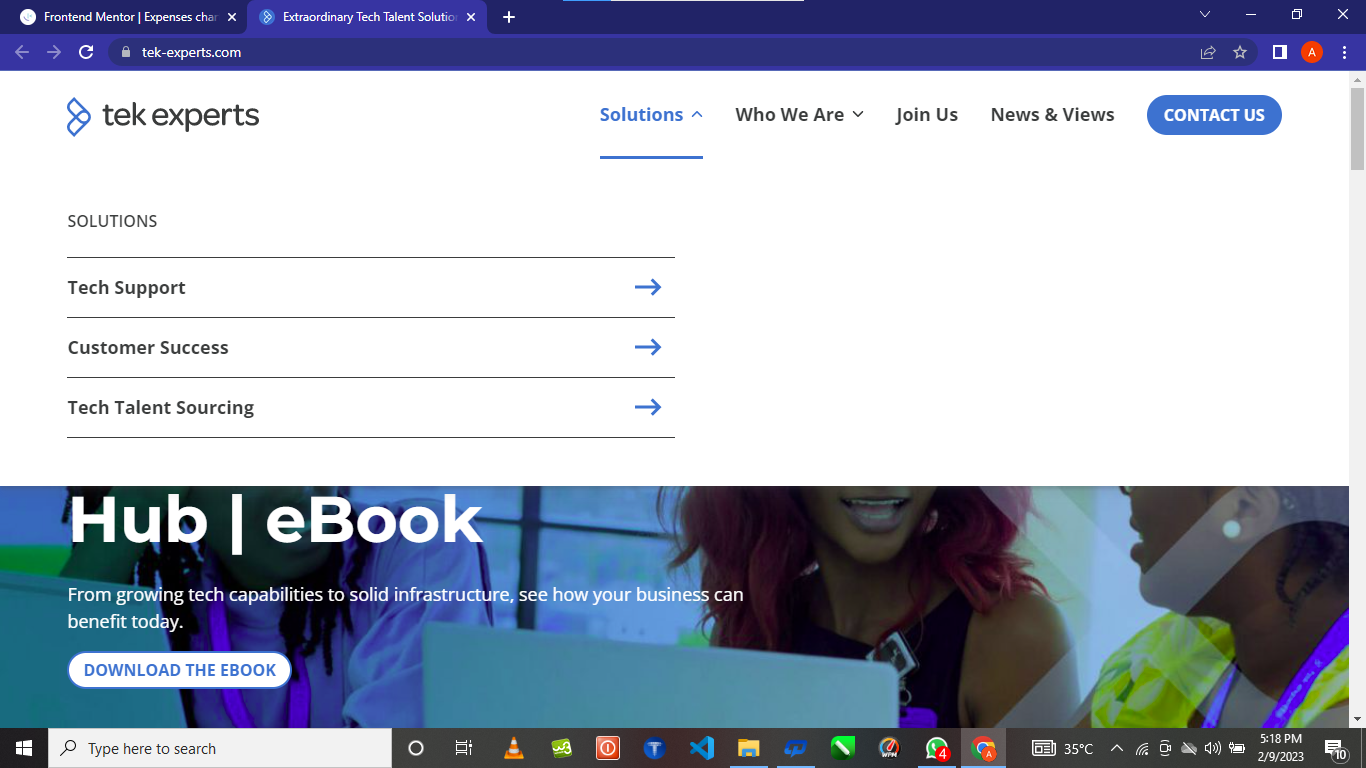 Frontend Mentor | Expenses char
Extraordinary Tech Talent Solution
tek-experts.com
A
tek experts
Solutions
Who We Are
Join Us
News & Views
CONTACT US
SOLUTIONS
Tech Support
Customer Success
Tech Talent Sourcing
Hub | eBook
From growing tech capabilities to solid infrastructure, see how your business can
benefit today.
DOWNLOAD THE EBOOK
Type here to search
T
WPM
4
A
35°C
5:18 PM
2/9/2023
10